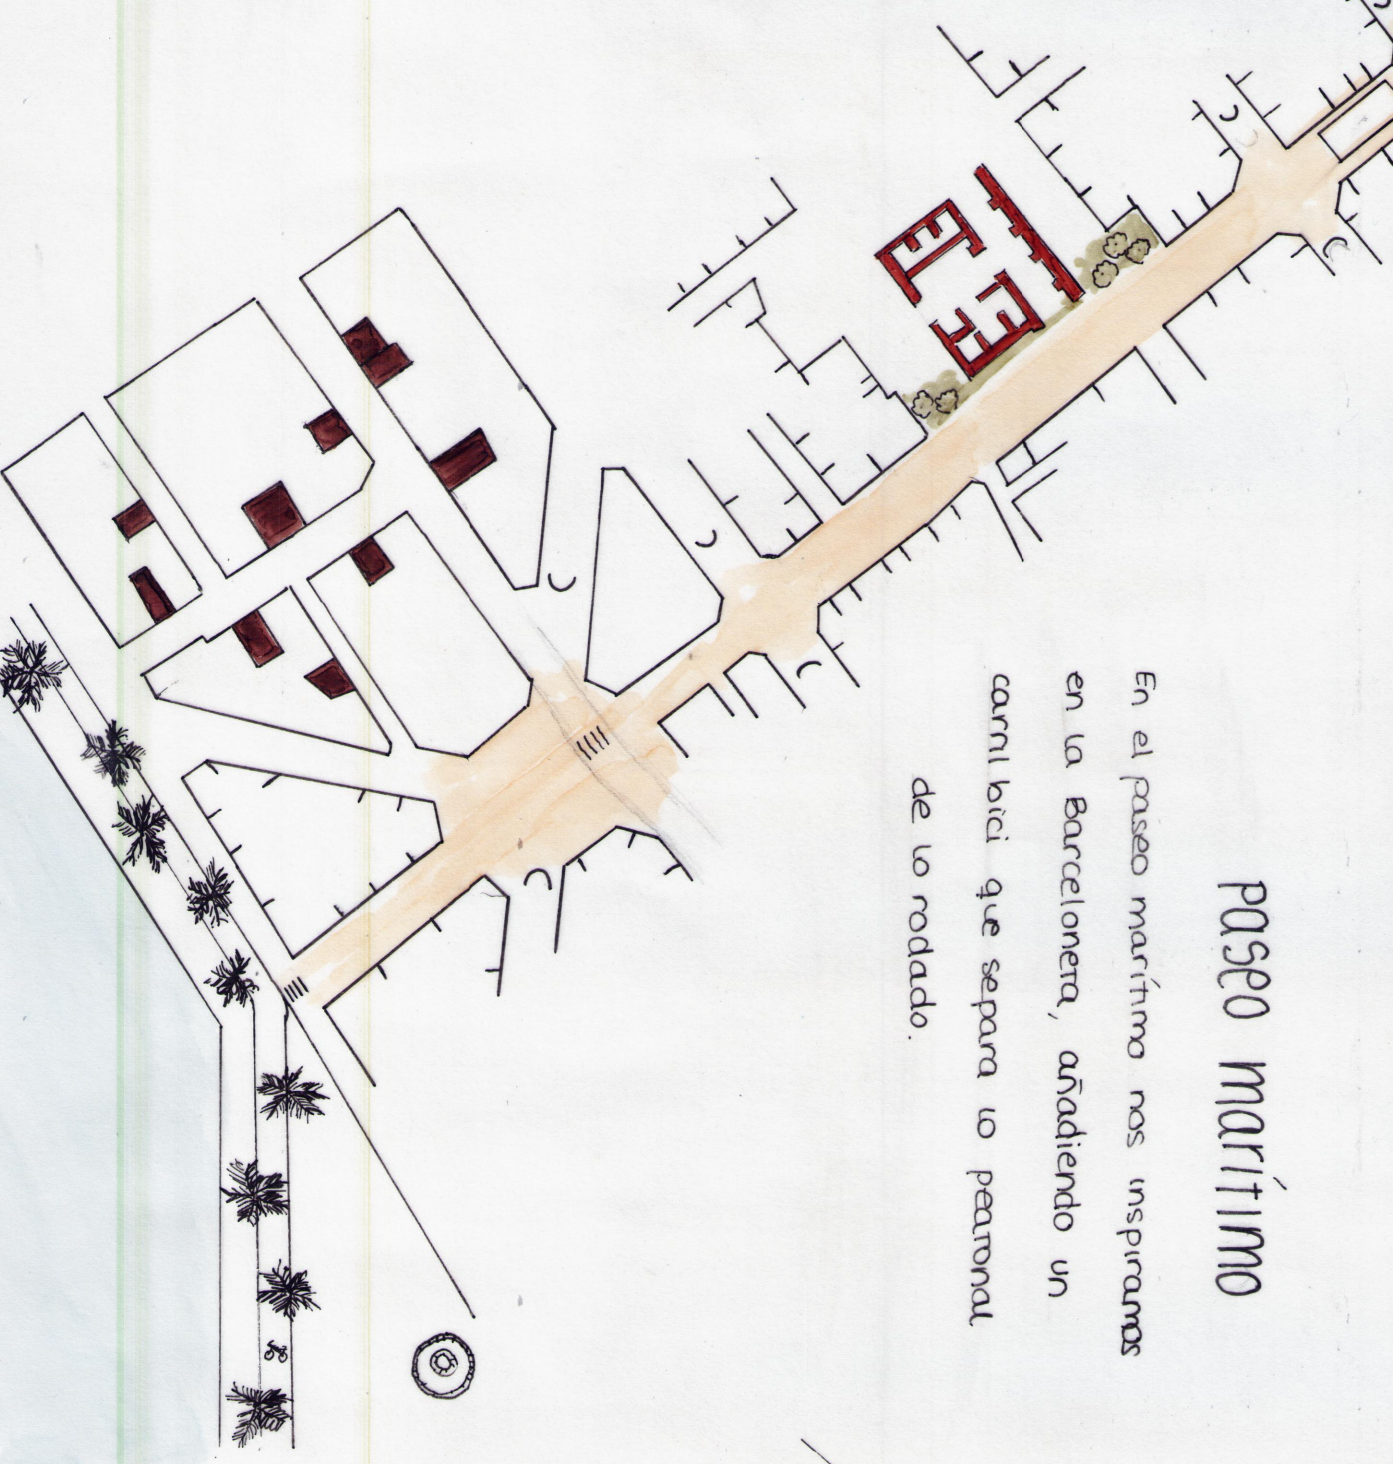 paseo marítimo
En el paseo marítimo nos inspiramos
en la Barceloneta, añadiendo un
carril bici que separa lo peatonal
de lo rodado.